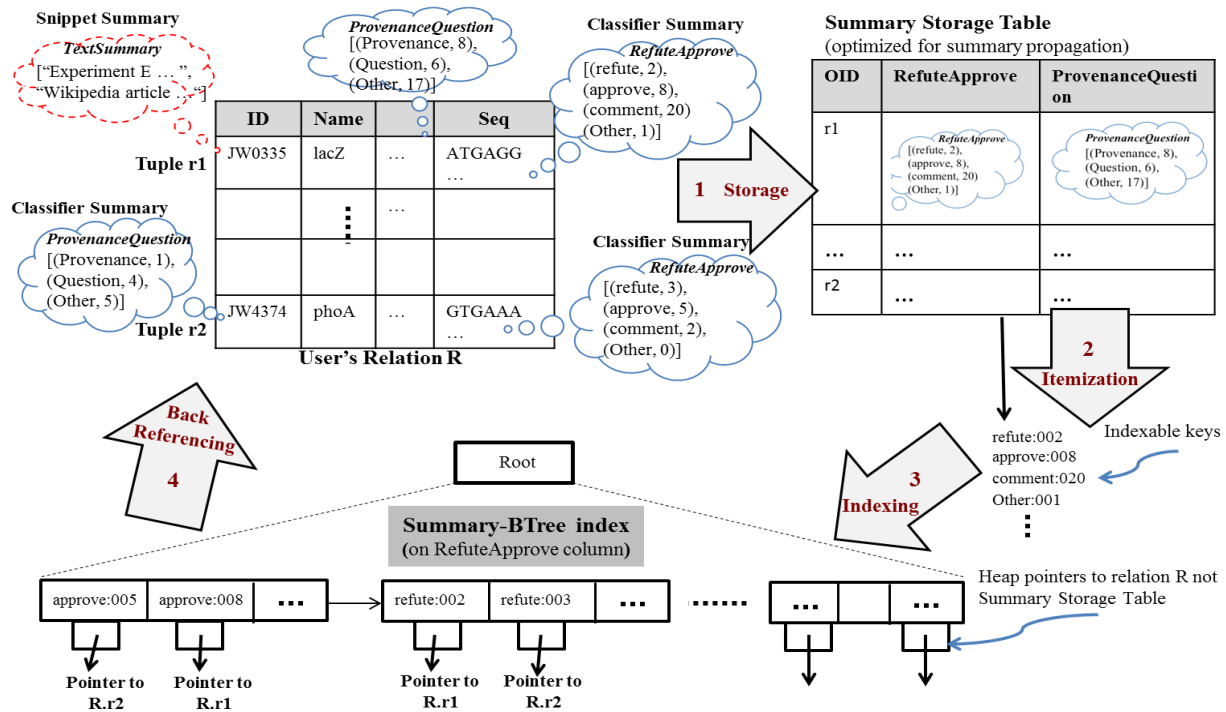 Snippet Summary
TextSummary
[“Experiment E … ”,
“Wikipedia article …“]
ProvenanceQuestion
[(Provenance, 8),
(Question, 6),
(Other, 17)]
Classifier Summary
RefuteApprove
[(refute, 2),
(approve, 8),
(comment, 20)
(Other, 1)]
Tuple r1
ID Name Seq
JW0335 lacZ … ATGAGG
…
…
JW4374 phoA … GTGAAA
…
Classifier Summary
ProvenanceQuestion
[(Provenance, 1),
(Question, 4),
(Other, 5)]
Tuple r2
User’s Relation R
Classifier Summary
RefuteApprove
[(refute, 3),
(approve, 5),
(comment, 2),
(Other, 0)]
1 Storage
Summary Storage Table
(optimized for summary propagation)
OID RefuteApprove ProvenanceQuesti
on
r1
RefuteApprove
[(refute, 2),
(approve, 8),
(comment, 20)
(Other, 1)]
ProvenanceQuestion
[(Provenance, 8),
(Question, 6),
(Other, 17)]
… … …
r2 … …
2
Itemization
refute:002
approve:008
comment:020
Other:001
Indexable keys
3
Indexing
Back
Referencing
4
Root
Summary-BTree index
(on RefuteApprove column)
approve:005 approve:008 …
refute:002 refute:003 …
… …
Heap pointers to relation R not
Summary Storage Table
Pointer to
R.r2
Pointer to
R.r1
Pointer to
R.r1
Pointer to
R.r2